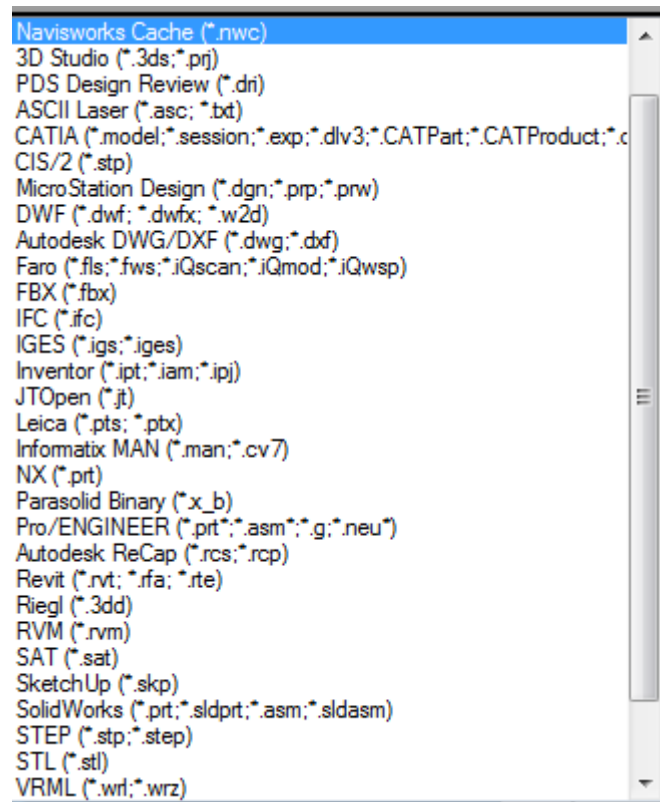 Navisworks Cache (*.nwc)
3D Studio (*.3ds;*.prj)
PDS Design Review (*.dri)
ASCII Laser (*.asc; *.txt)
CATIA (*.model;*.session;*.exp;*.dlv3;*.CATPart;*.CATProduct;*.c
CIS/2 (*.stp)
MicroStation Design (*.dgn;*.prp;*.prw)
DWF (*.dwf; *.dwfx; *.w2d)
Autodesk DWG/DXF (*.dwg;*.dxf)
Faro (*.fls;*.fws;*.iQscan;*.iQmod;*.iQwsp)
FBX (*.fbx)
IFC (*.ifc)
IGES (*.igs;*.iges)
Inventor (*.ipt;*.iam;*.ipj)
JTOpen (*.jt)
Leica (*.pts; *.ptx)
Informatix MAN (*.man;*.cv7)
NX (*.prt)
Parasolid Binary (*.x_b)
Pro/ENGINEER (*.prt*;*.asm*;*.g;*.neu*)
Autodesk ReCap (*.rcs;*.rcp)
Revit (*.rvt; *.rfa; *.rte)
Riegl (*.3dd)
RVM (*.rvm)
SAT (*.sat)
SketchUp (*.skp)
SolidWorks (*.prt;*.sldprt;*.asm;*.sldasm)
STEP (*.stp;*.step)
STL (*.stl)
VRML (*.wrl;*.wrz)